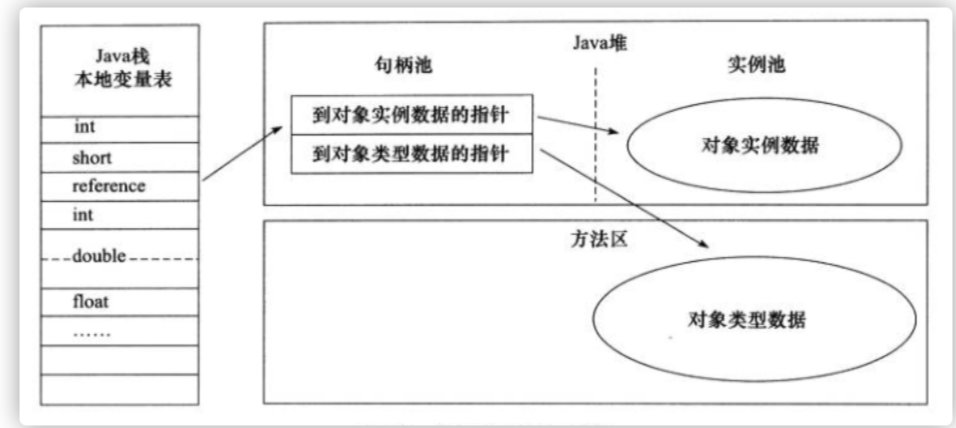 Java栈
本地变量表
int
short
reference
int
double
float
……
Java堆
句柄池
实例池
到对象实例数据的指针
到对象类型数据的指针
对象实例数据
方法区
对象类型数据